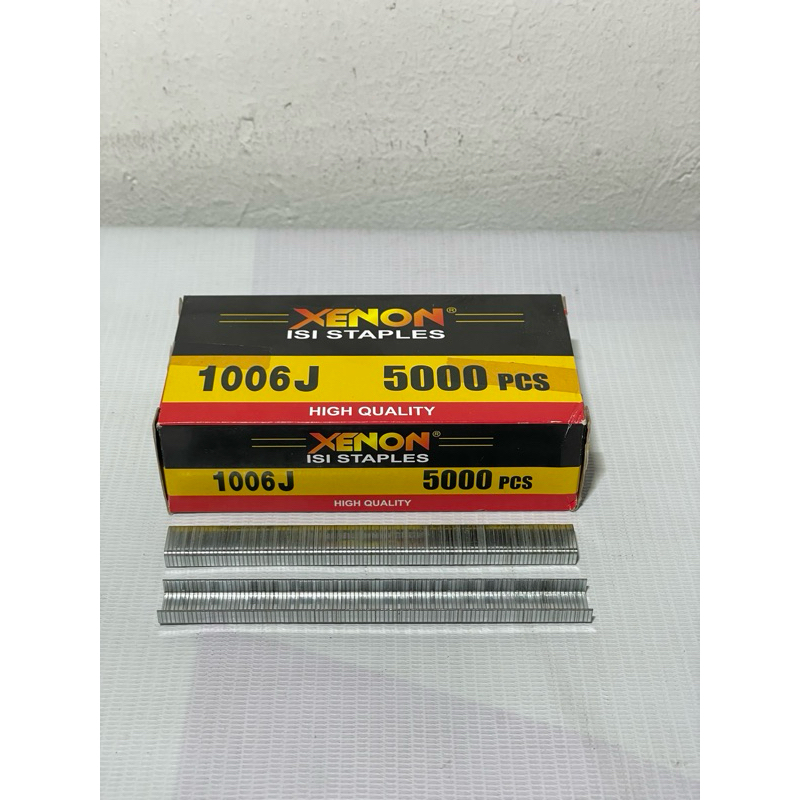 XENON®
ISI STAPLES
1006J 5000 PCS
HIGH QUALITY
XENON®
ISI STAPLES
1006J 5000 PCS
HIGH QUALITY